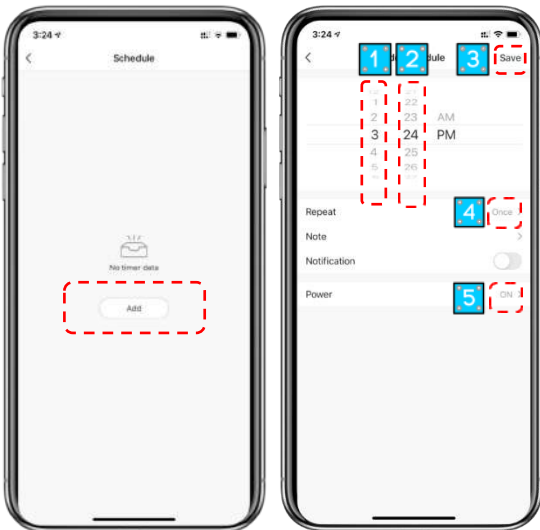 3:24
Schedule
No timer data
Add
3:24
1 2 dule 3 Save
1 22
2 23 AM
3 24 PM
4 25
5 26
Repeat 4 Once
Note
Notification
Power 5 ON